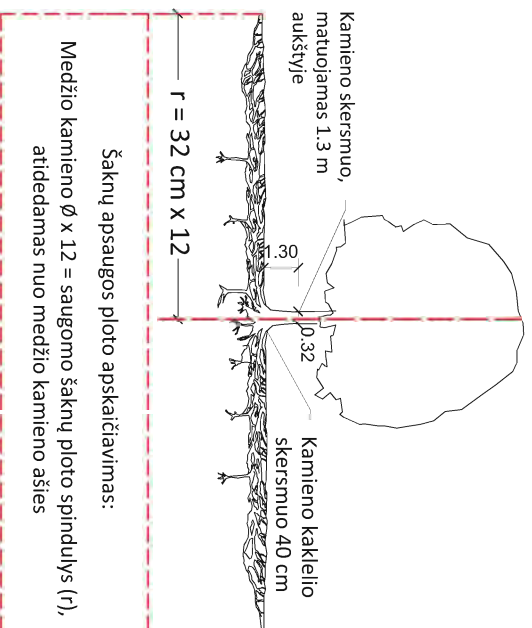 Kamieno skersmuo,
matuojamas 1.3 m
aukštyje
1.30
0.32
Kamieno kaklelio
skersmuo 40 cm
r = 32 cm x 12
Šaknų apsaugos ploto apskaičiavimas:
Medžio kamieno Ø x 12 = saugomo šaknų ploto spindulys (r),
atidedamas nuo medžio kamieno ašies